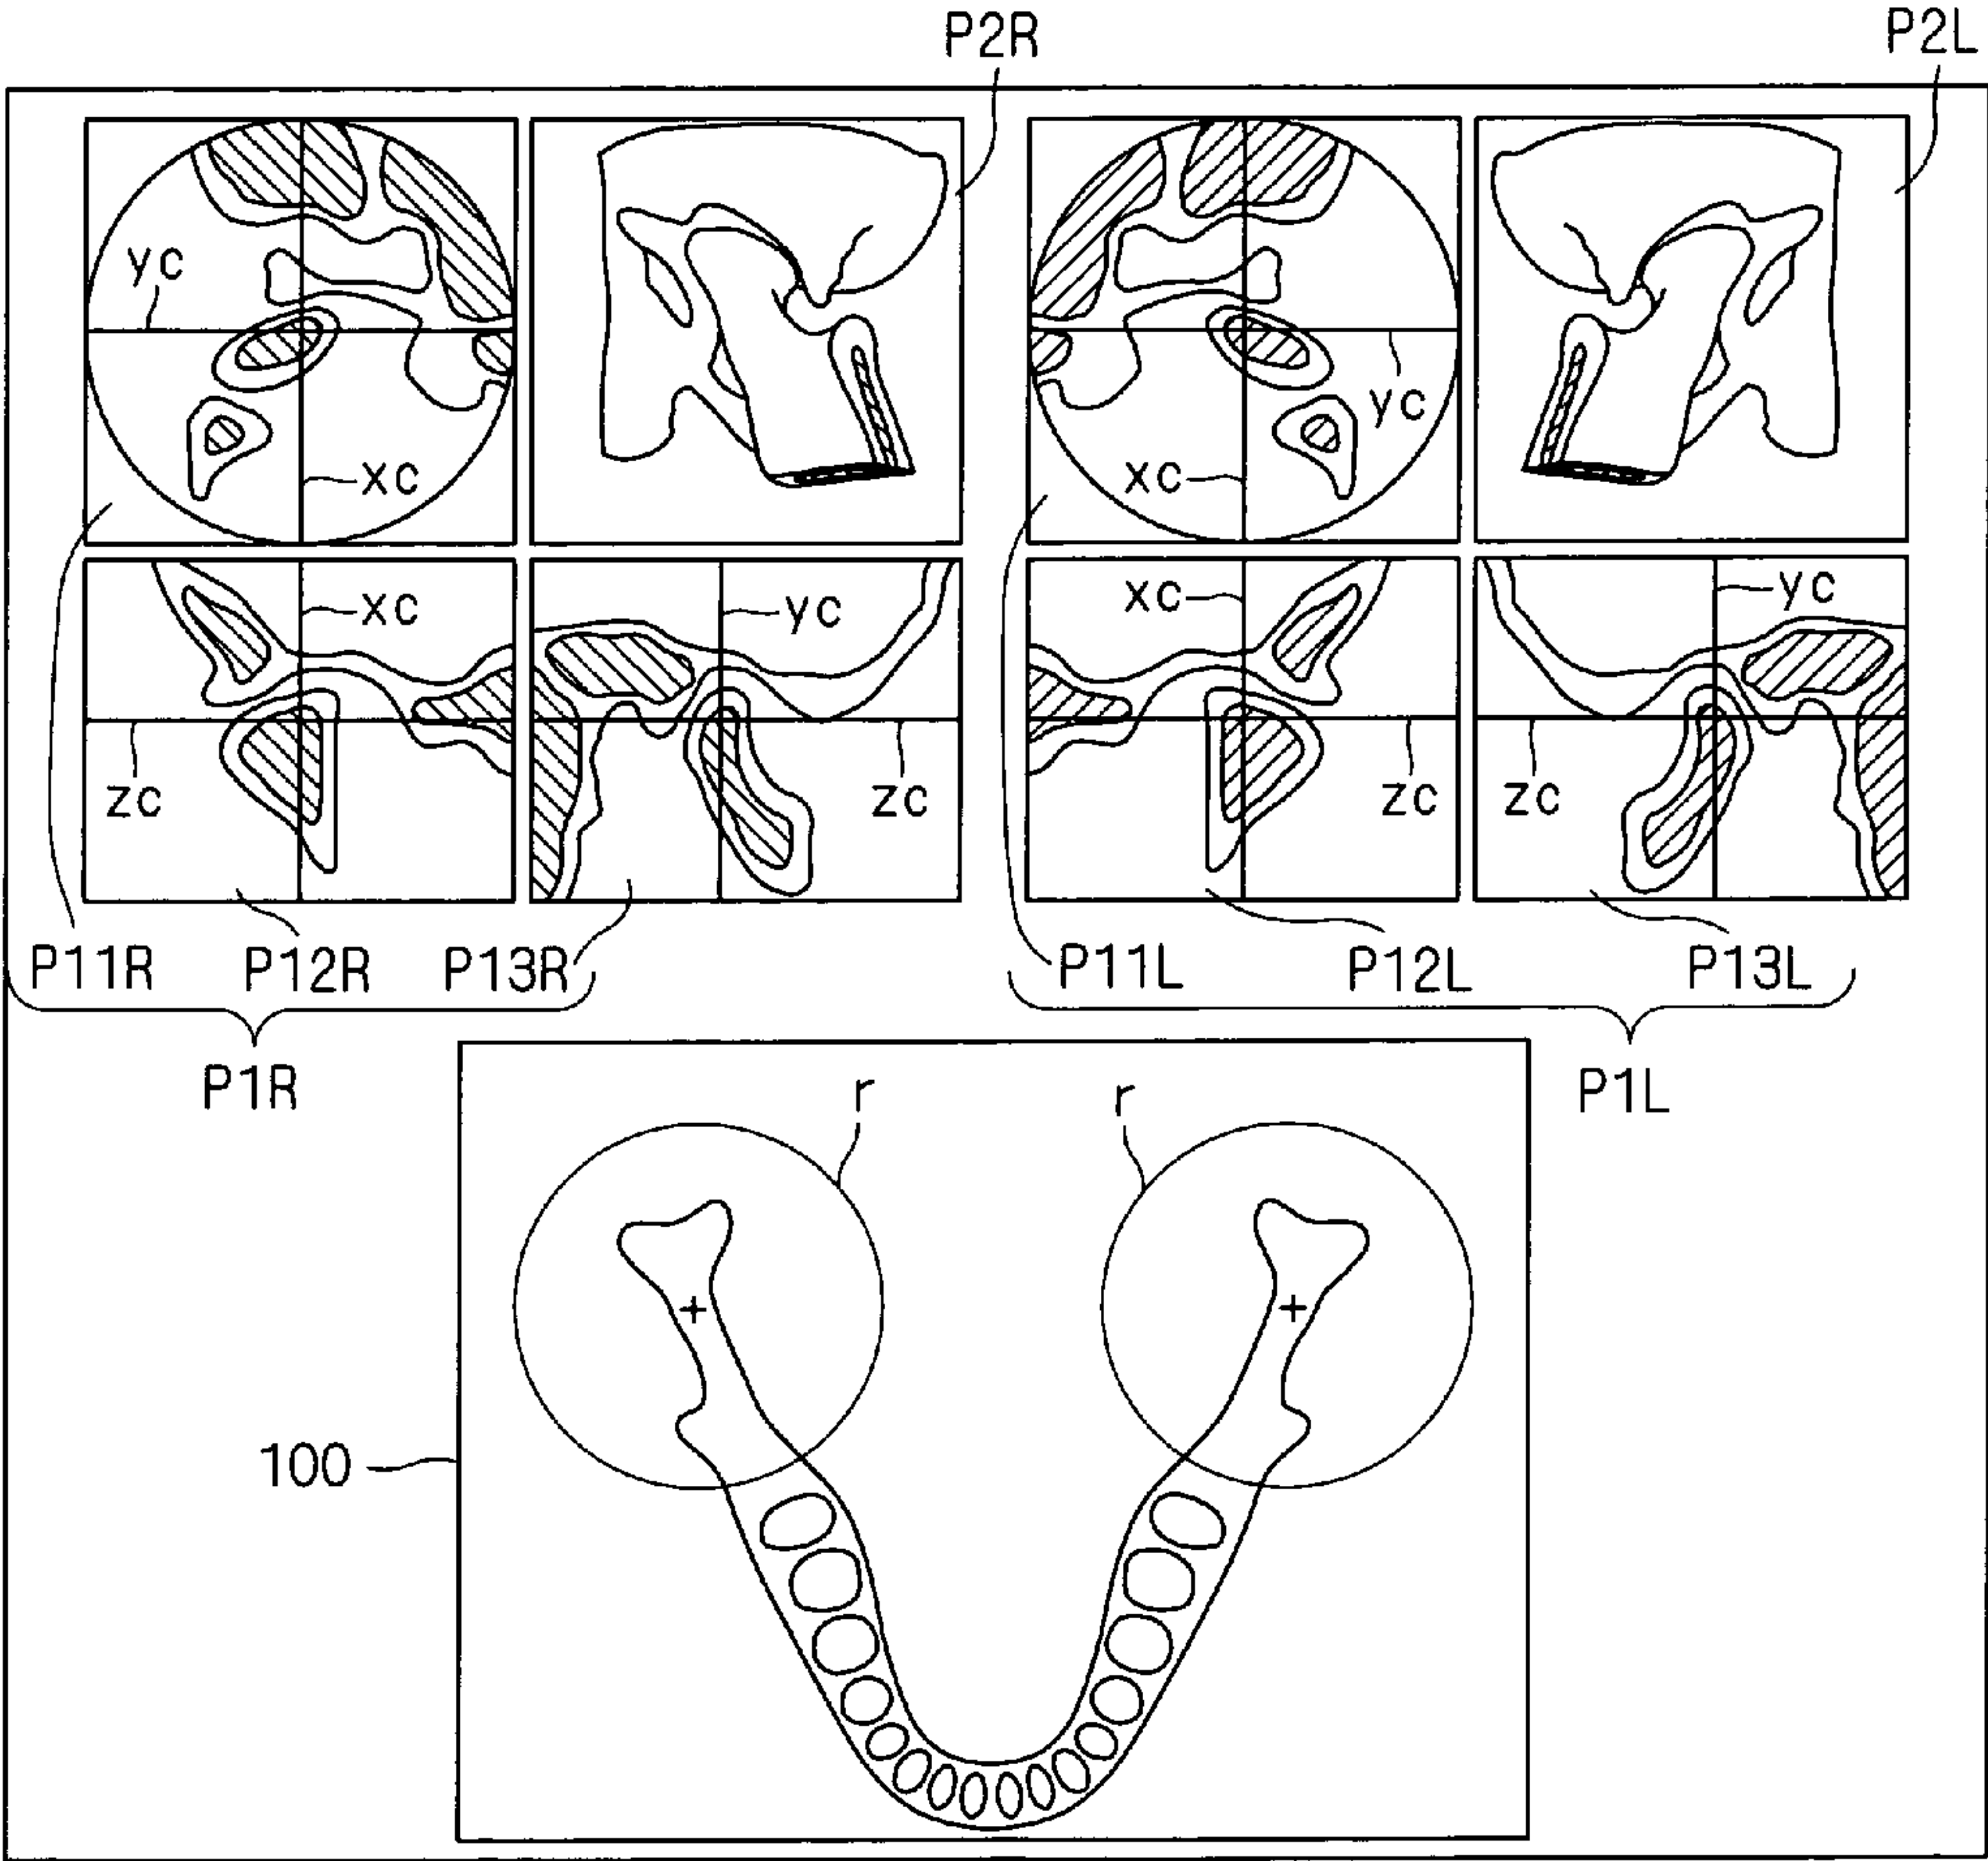 P2R P2L
yc
yc
xc xc
xc yc xc yc
zc zc zc zc
P11R P12R P13R P11L P12L P13L
P1R P1L
r r
100